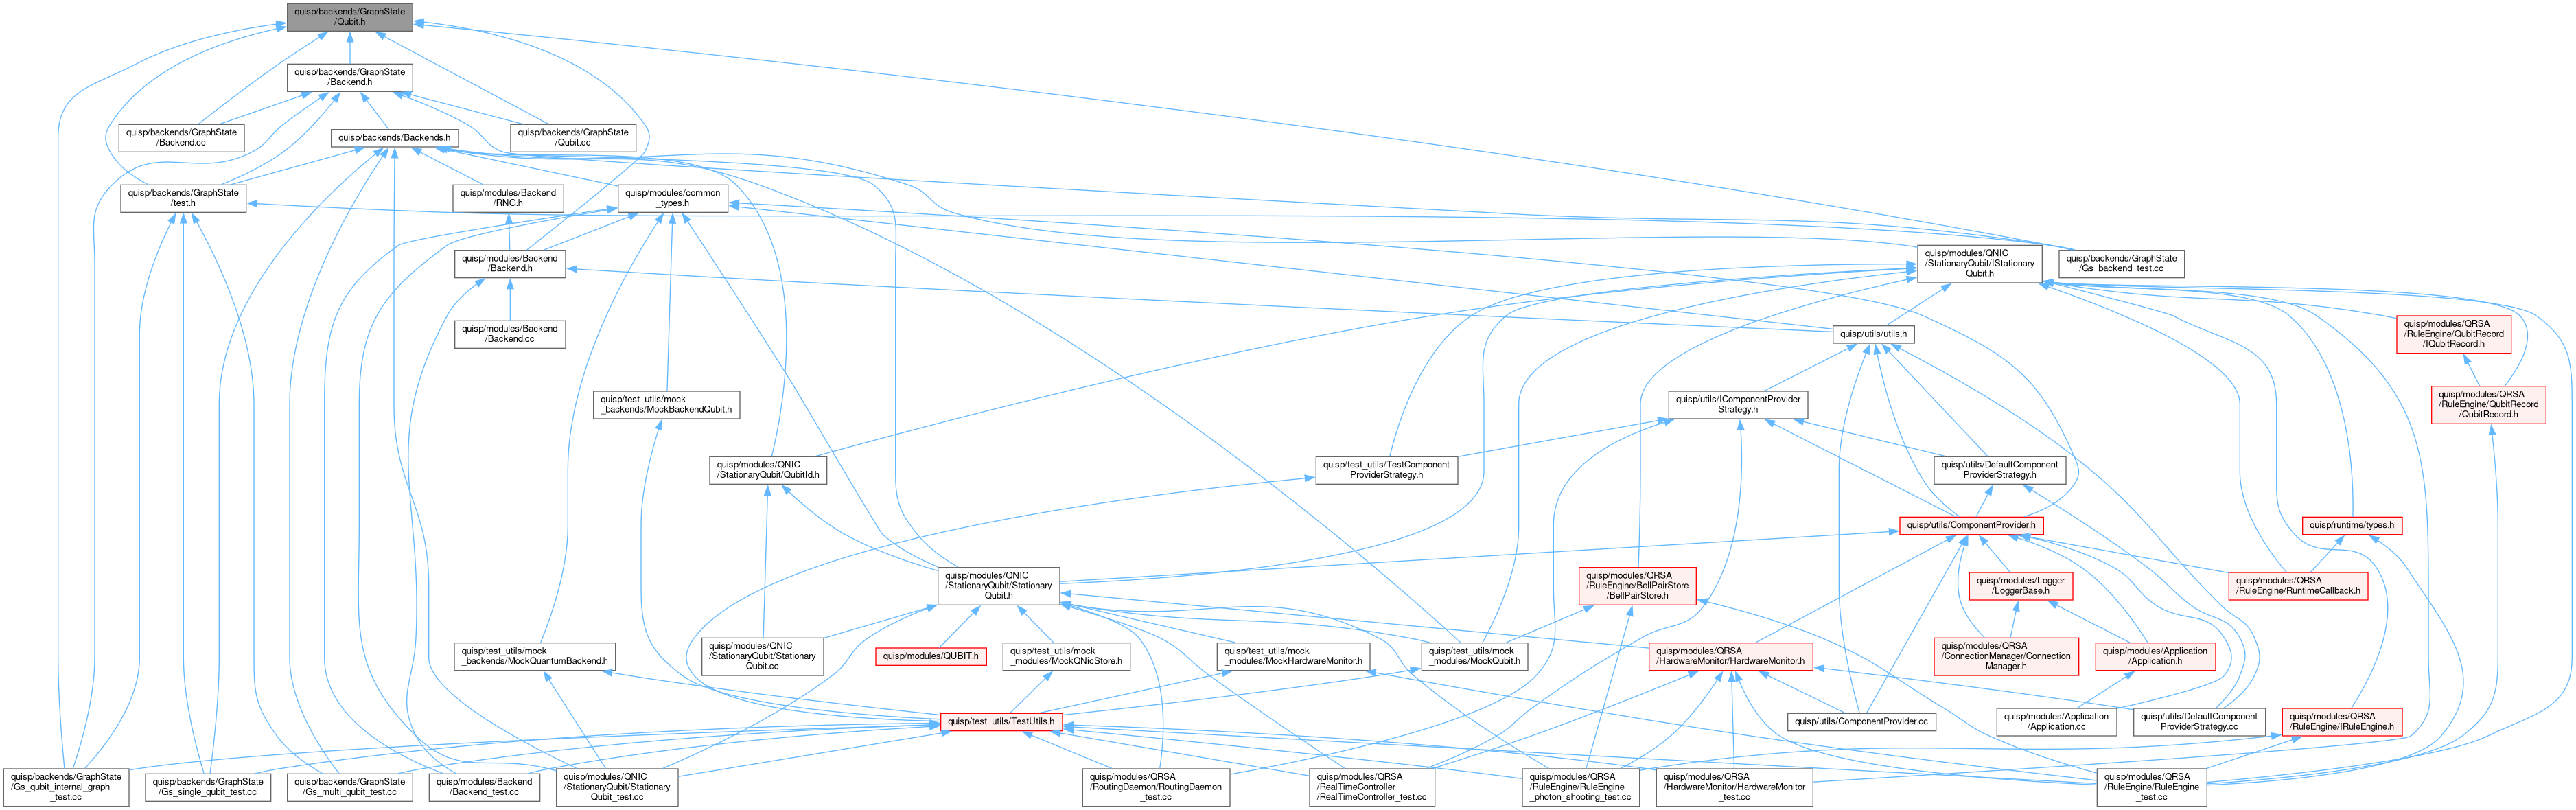 quisp/backends/GraphState
/Qubit.h
quisp/backends/GraphState
/Backend.h
quisp/backends/GraphState
/Backend.cc
quisp/backends/Backends.h
quisp/backends/GraphState
/Qubit.cc
quisp/backends/GraphState
/test.h
quisp/modules/Backend
/RNG.h
quisp/modules/common
_types.h
quisp/modules/Backend
/Backend.h
quisp/modules/QNIC
/StationaryQubit/IStationary
Qubit.h
quisp/backends/GraphState
/Gs_backend_test.cc
quisp/modules/Backend
/Backend.cc
quisp/utils/utils.h
quisp/modules/QRSA
/RuleEngine/QubitRecord
/IQubitRecord.h
quisp/test_utils/mock
_backends/MockBackendQubit.h
quisp/utils/IComponentProvider
Strategy.h
quisp/modules/QRSA
/RuleEngine/QubitRecord
/QubitRecord.h
quisp/modules/QNIC
/StationaryQubit/QubitId.h
quisp/test_utils/TestComponent
ProviderStrategy.h
quisp/utils/DefaultComponent
ProviderStrategy.h
quisp/utils/ComponentProvider.h
quisp/runtime/types.h
quisp/modules/QNIC
/StationaryQubit/Stationary
Qubit.h
quisp/modules/QRSA
/RuleEngine/BellPairStore
/BellPairStore.h
quisp/modules/Logger
/LoggerBase.h
quisp/modules/QRSA
/RuleEngine/RuntimeCallback.h
quisp/test_utils/mock
_backends/MockQuantumBackend.h
quisp/modules/QNIC
/StationaryQubit/Stationary
Qubit.cc
quisp/modules/QUBIT.h
quisp/test_utils/mock
_modules/MockQNicStore.h
quisp/test_utils/mock
_modules/MockHardwareMonitor.h
quisp/test_utils/mock
_modules/MockQubit.h
quisp/modules/QRSA
/HardwareMonitor/HardwareMonitor.h
quisp/modules/QRSA
/ConnectionManager/Connection
Manager.h
quisp/modules/Application
/Application.h
quisp/test_utils/TestUtils.h
quisp/utils/ComponentProvider.cc
quisp/modules/Application
/Application.cc
quisp/utils/DefaultComponent
ProviderStrategy.cc
quisp/modules/QRSA
/RuleEngine/IRuleEngine.h
quisp/backends/GraphState
/Gs_qubit_internal_graph
_test.cc
quisp/backends/GraphState
/Gs_single_qubit_test.cc
quisp/backends/GraphState
/Gs_multi_qubit_test.cc
quisp/modules/Backend
/Backend_test.cc
quisp/modules/QNIC
/StationaryQubit/Stationary
Qubit_test.cc
quisp/modules/QRSA
/RoutingDaemon/RoutingDaemon
_test.cc
quisp/modules/QRSA
/RealTimeController
/RealTimeController_test.cc
quisp/modules/QRSA
/RuleEngine/RuleEngine
_photon_shooting_test.cc
quisp/modules/QRSA
/HardwareMonitor/HardwareMonitor
_test.cc
quisp/modules/QRSA
/RuleEngine/RuleEngine
_test.cc